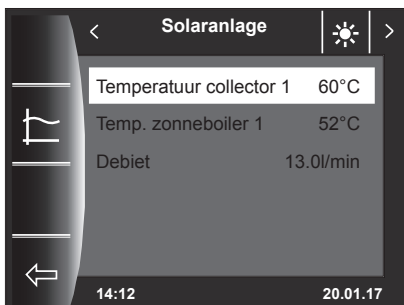 < Solaranlage >
Temperatuur collector 1 60°C
Temp. zonneboiler 1 52°C
Debiet 13.0l/min
14:12 20.01.17